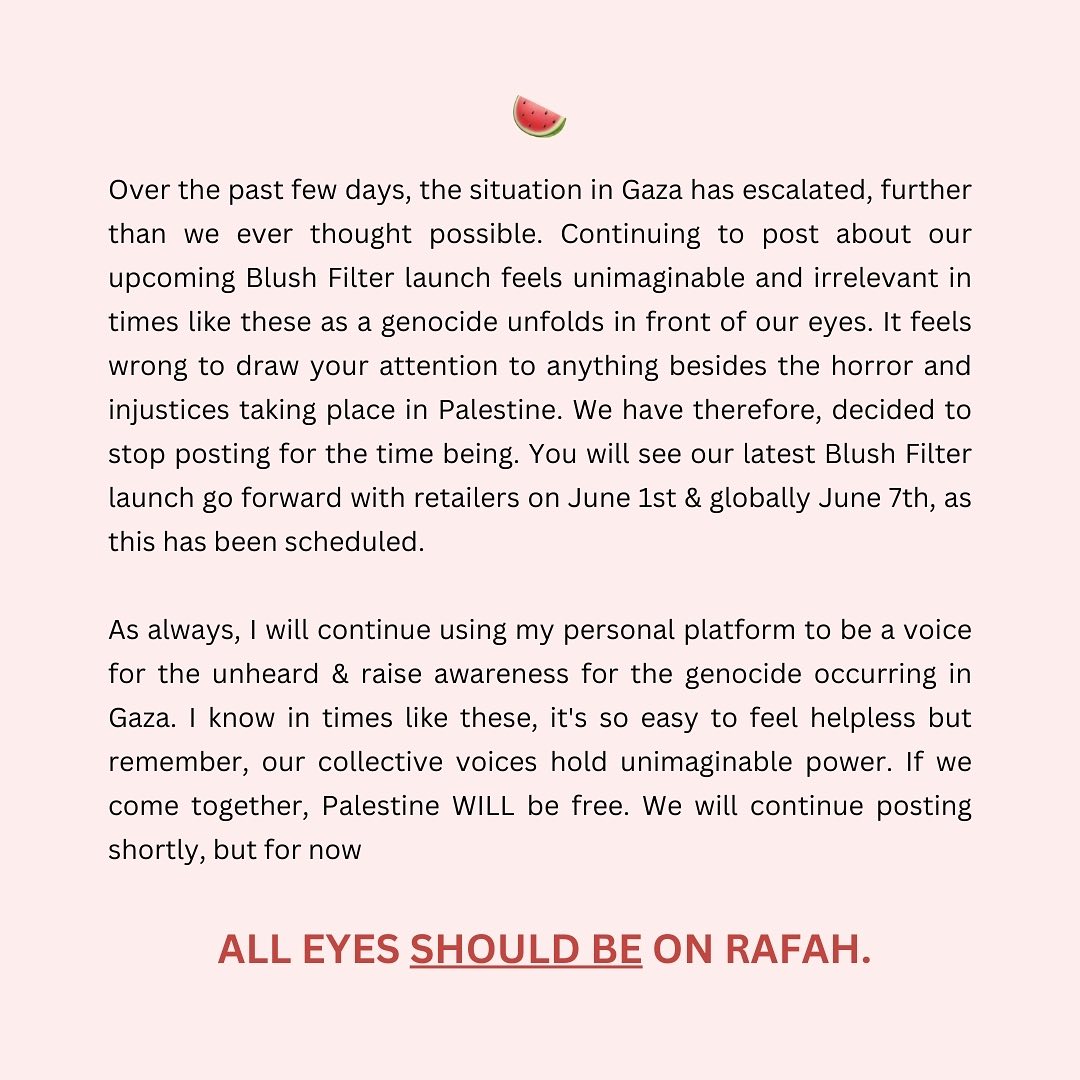 Over the past few days, the situation in Gaza has escalated, further
than we ever thought possible. Continuing to post about our
upcoming Blush Filter launch feels unimaginable and irrelevant in
times like these as a genocide unfolds in front of our eyes. It feels
wrong to draw your attention to anything besides the horror and
injustices taking place in Palestine. We have therefore, decided to
stop posting for the time being. You will see our latest Blush Filter
launch go forward with retailers on June 1st & globally June 7th, as
this has been scheduled.
As always, I will continue using my personal platform to be a voice
for the unheard & raise awareness for the genocide occurring in
Gaza. I know in times like these, it's so easy to feel helpless but
remember, our collective voices hold unimaginable power. If we
come together, Palestine WILL be free. We will continue posting
shortly, but for now
ALL EYES SHOULD BE ON RAFAH.